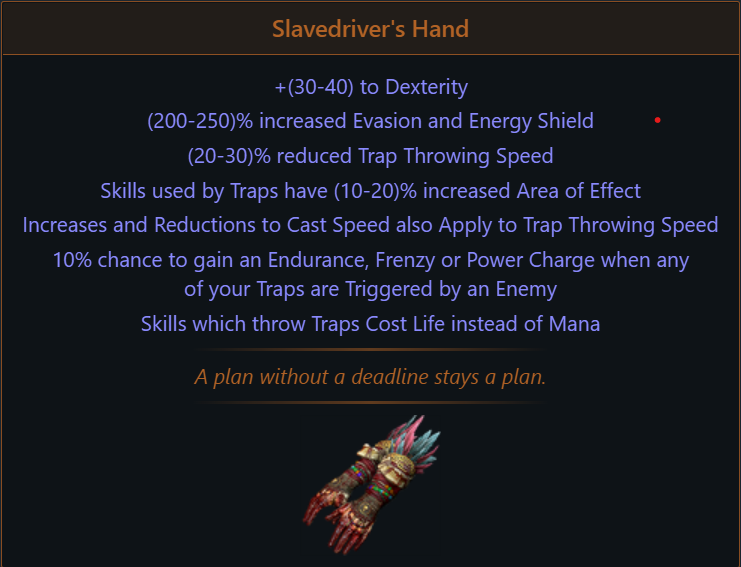 Slavedriver's Hand
+(30-40) to Dexterity
(200-250)% increased Evasion and Energy Shield
(20-30)% reduced Trap Throwing Speed
Skills used by Traps have (10-20)% increased Area of Effect
Increases and Reductions to Cast Speed also Apply to Trap Throwing Speed
10% chance to gain an Endurance, Frenzy or Power Charge when any
of your Traps are Triggered by an Enemy
Skills which throw Traps Cost Life instead of Mana
A plan without a deadline stays a plan.